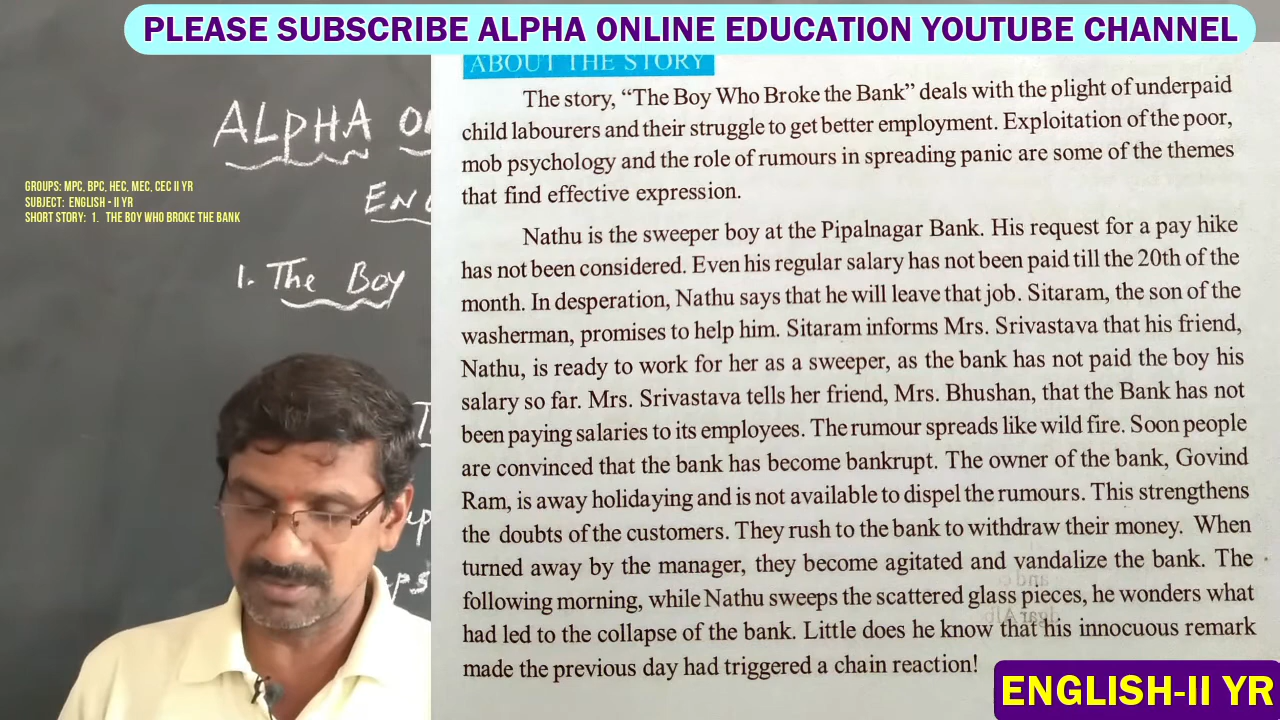 PLEASE SUBSCRIBE ALPHA ONLINE EDUCATION YOUTUBE CHANNEL
ABOUT THE STORY
ALPHA
GROUPS: MPC, BPC, HEC, MEC, CEC II YR
SUBJECT: ENGLISH - II YR
SHORT STORY: 1. THE BOY WHO BROKE THE BANK
1. The Boy
The story, “The Boy Who Broke the Bank” deals with the plight of underpaid
child labourers and their struggle to get better employment. Exploitation of the poor,
mob psychology and the role of rumours in spreading panic are some of the themes
that find effective expression.
Nathu is the sweeper boy at the Pipalnagar Bank. His request for a pay hike
has not been considered. Even his regular salary has not been paid till the 20th of the
month. In desperation, Nathu says that he will leave that job. Sitaram, the son of the
washerman, promises to help him. Sitaram informs Mrs. Srivastava that his friend,
Nathu, is ready to work for her as a sweeper, as the bank has not paid the boy his
salary so far. Mrs. Srivastava tells her friend, Mrs. Bhushan, that the Bank has not
been paying salaries to its employees. The rumour spreads like wild fire. Soon people
are convinced that the bank has become bankrupt. The owner of the bank, Govind
Ram, is away holidaying and is not available to dispel the rumours. This strengthens
the doubts of the customers. They rush to the bank to withdraw their money. When
turned away by the manager, they become agitated and vandalize the bank. The
following morning, while Nathu sweeps the scattered glass pieces, he wonders what
had led to the collapse of the bank. Little does he know that his innocuous remark
made the previous day had triggered a chain reaction!
ENGLISH-II YR